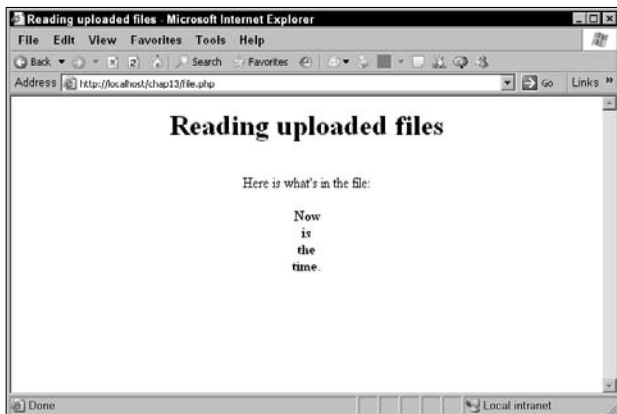 Reading uploaded files - Microsoft Internet Explorer
File Edit View Favorites Tools Help
Back Search Favorites
Address http://localhost/chap13/file.php Go Links »
Reading uploaded files
Here is what's in the file:
Now
is
the
time.
Done Local intranet